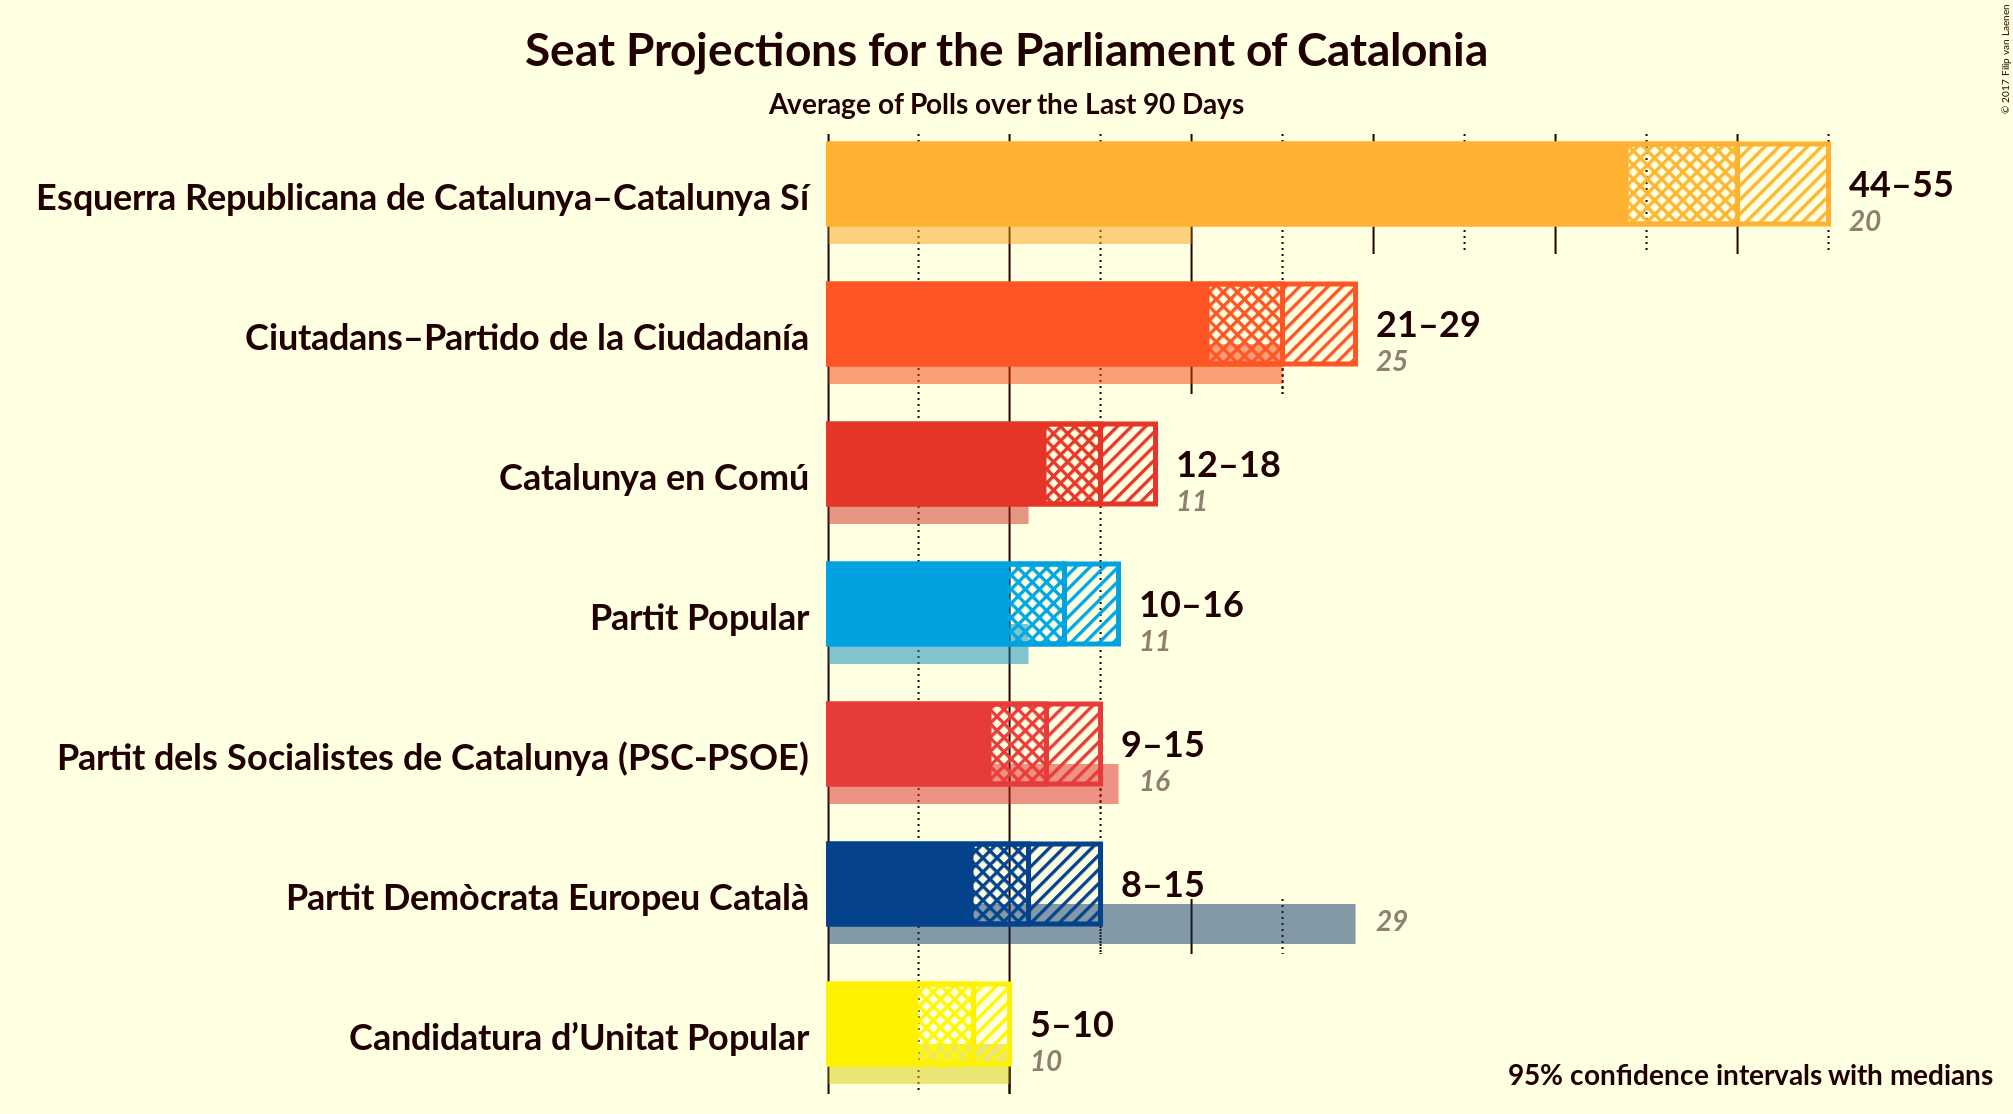 Seat Projections for the Parliament of Catalonia
Average of Polls over the Last 90 Days
© 2017 Filip van Laenen
Esquerra Republicana de Catalunya–Catalunya Sí
44–55
20
Ciutadans–Partido de la Ciudadanía
21–29
25
Catalunya en Comú
12–18
11
Partit Popular
10–16
11
Partit dels Socialistes de Catalunya (PSC-PSOE)
9–15
16
Partit Demòcrata Europeu Català
8–15
29
Candidatura d’Unitat Popular
5–10
10
95% confidence intervals with medians